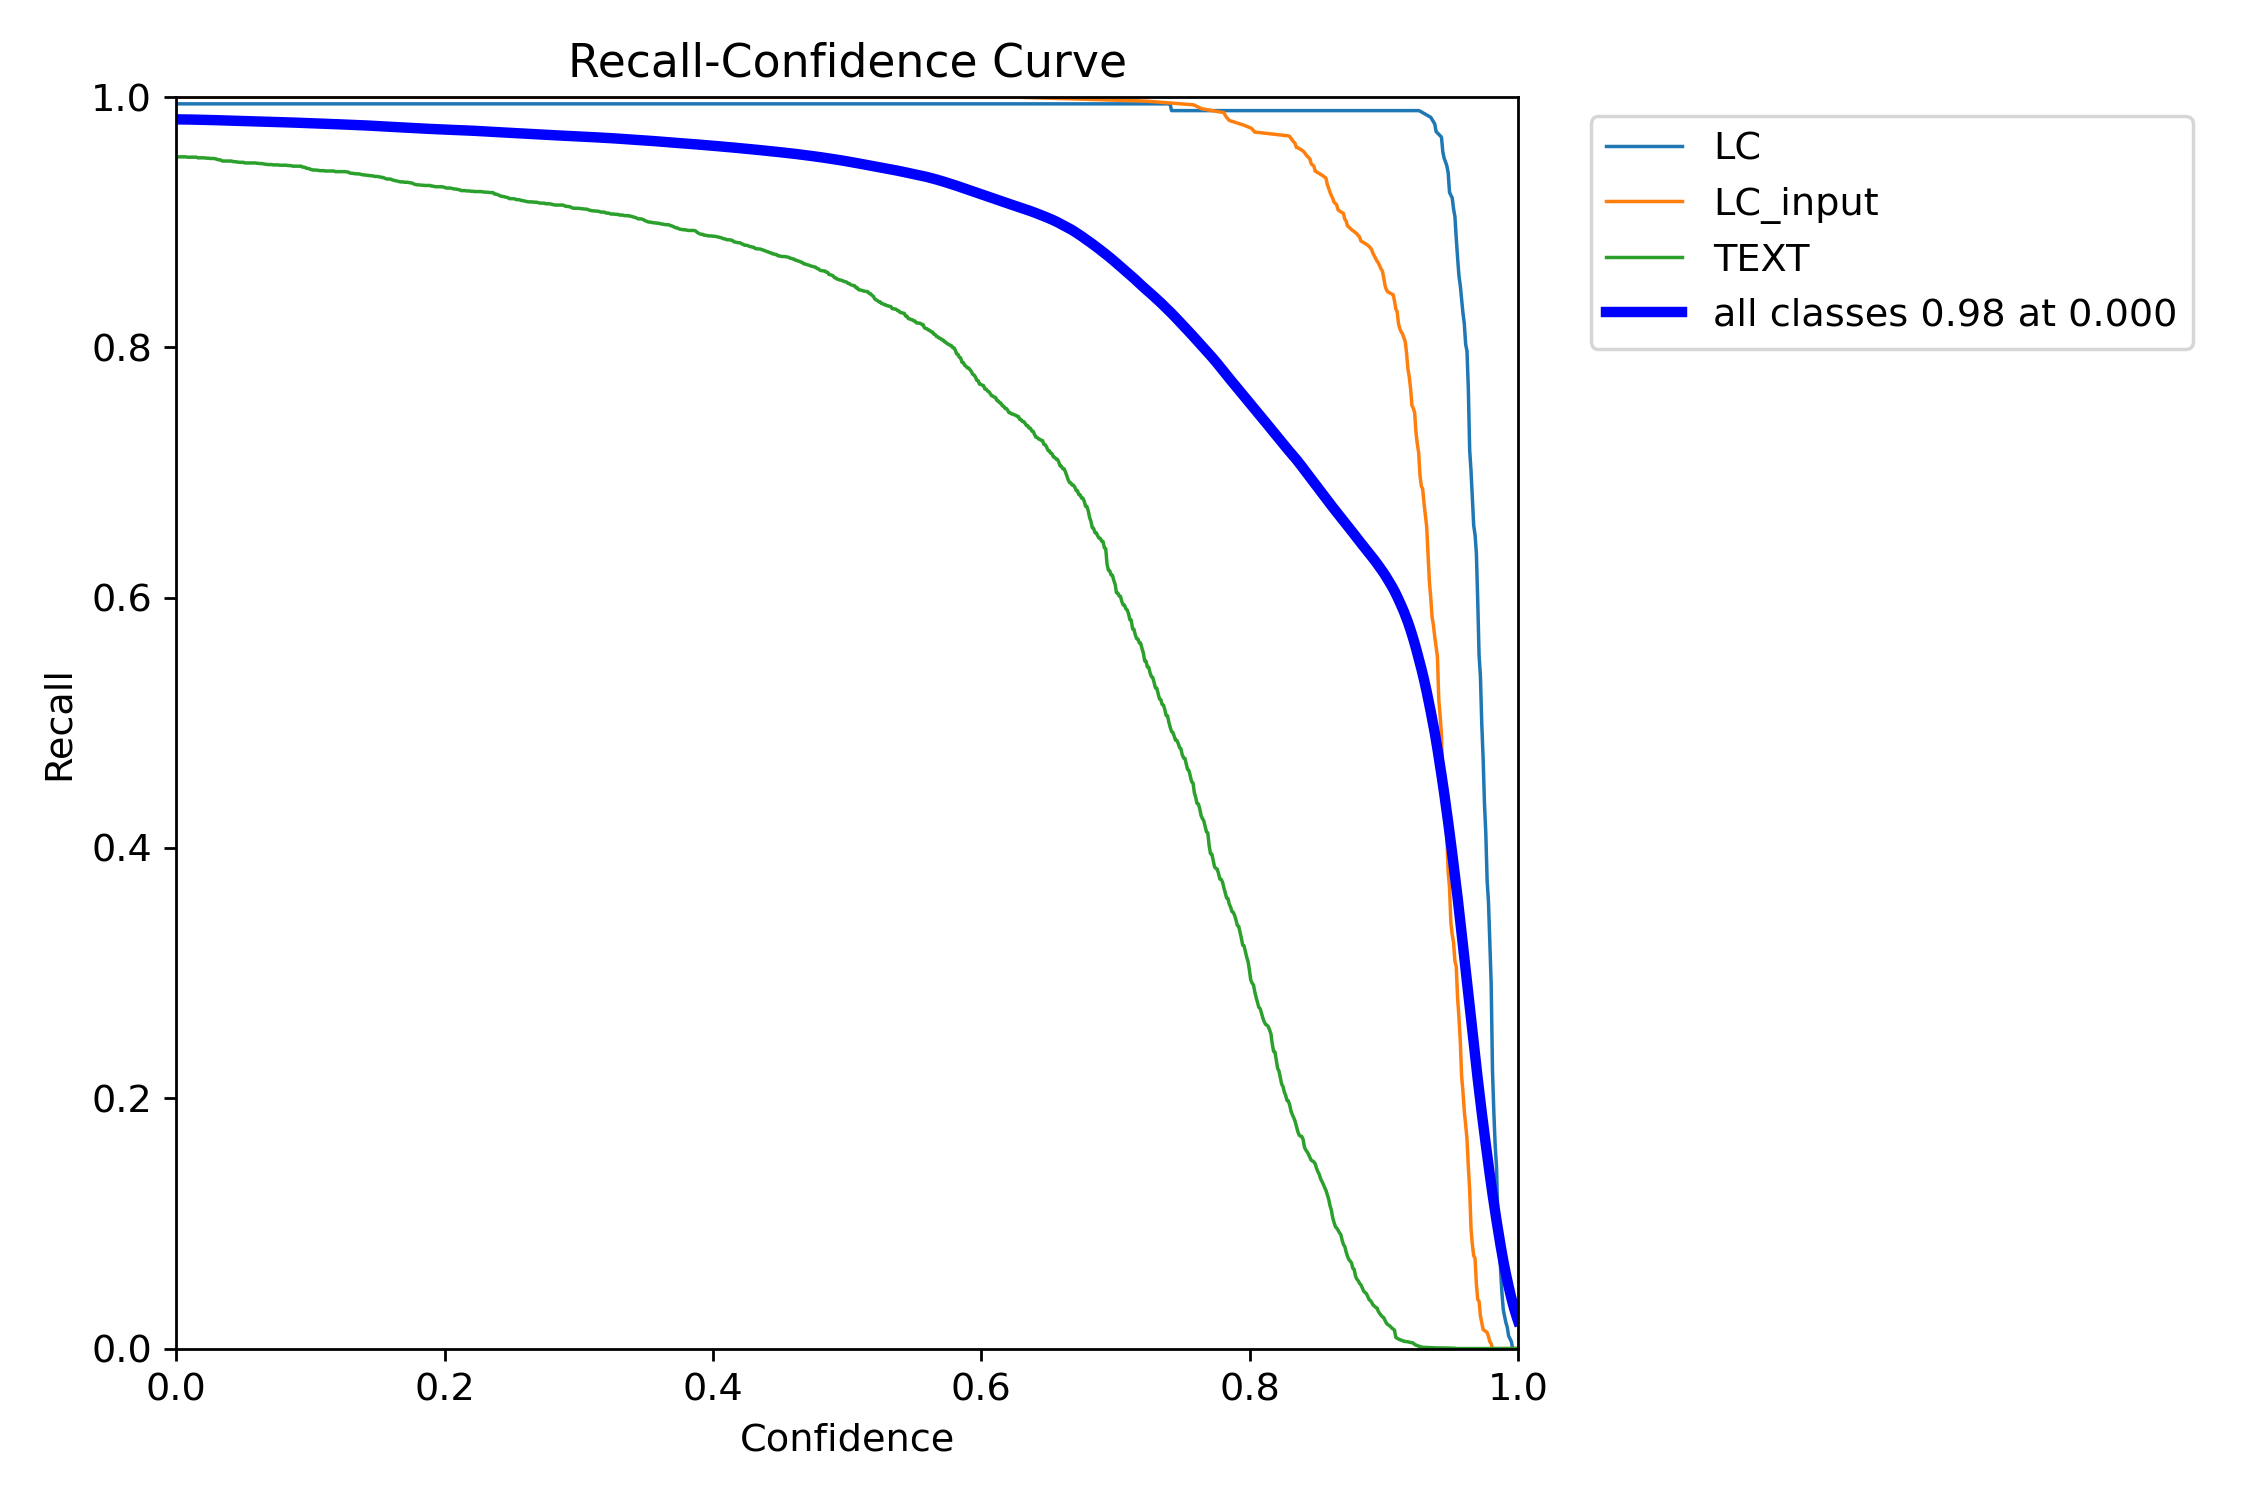 Recall-Confidence Curve
1.0
0.8
0.6
0.4
0.2
0.0
Recall
0.0 0.2 0.4 0.6 0.8 1.0
Confidence
LC
LC_input
TEXT
all classes 0.98 at 0.000